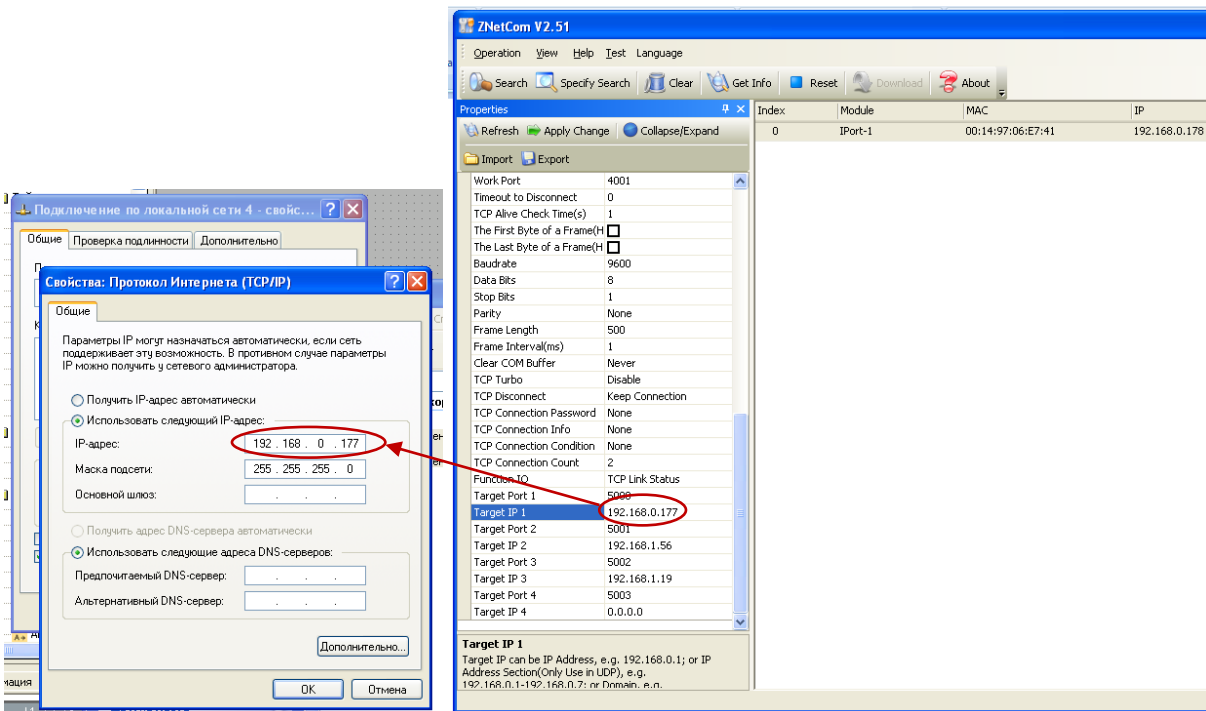 ZNetCom V2.51
Operation View Help Test Language
Search Specify Search Clear Get Info Reset Download About
Properties
Refresh Apply Change Collapse/Expand
Import Export
Work Port 4001
Timeout to Disconnect 0
TCP Alive Check Time(s) 1
The First Byte of a Frame(H
The Last Byte of a Frame(H
Baudrate 9600
Data Bits 8
Stop Bits 1
Parity None
Frame Length 500
Frame Interval(ms) 1
Clear COM Buffer Never
TCP Turbo Disable
TCP Disconnect Keep Connection
TCP Connection Password None
TCP Connection Info None
TCP Connection Condition None
TCP Connection Count 2
Function IO TCP Link Status
Target Port 1 5000
Target IP 1 192.168.0.177
Target Port 2 5001
Target IP 2 192.168.1.56
Target Port 3 5002
Target IP 3 192.168.1.19
Target Port 4 5003
Target IP 4 0.0.0.0
Target IP 1
Target IP can be IP Address, e.g. 192.168.0.1; or IP
Address Section(Only Use in UDP), e.g.
192.168.0.1-192.168.0.7; or Domain, e.g.
Index Module MAC IP
0 IPort-1 00:14:97:06:E7:41 192.168.0.178
Подключение по локальной сети 4 - свойс...
Общие Проверка подлинности Дополнительно
Свойства: Протокол Интернета (TCP/IP)
Общие
Параметры IP могут назначаться автоматически, если сеть
поддерживает эту возможность. В противном случае параметры
IP можно получить у сетевого администратора.
Получить IP-адрес автоматически
Использовать следующий IP-адрес:
IP-адрес: 192 . 168 . 0 . 177
Маска подсети: 255 . 255 . 255 . 0
Основной шлюз: . . .
Получить адрес DNS-сервера автоматически
Использовать следующие адреса DNS-серверов:
Предпочитаемый DNS-сервер: . . .
Альтернативный DNS-сервер: . . .
Дополнительно...
OK Отмена